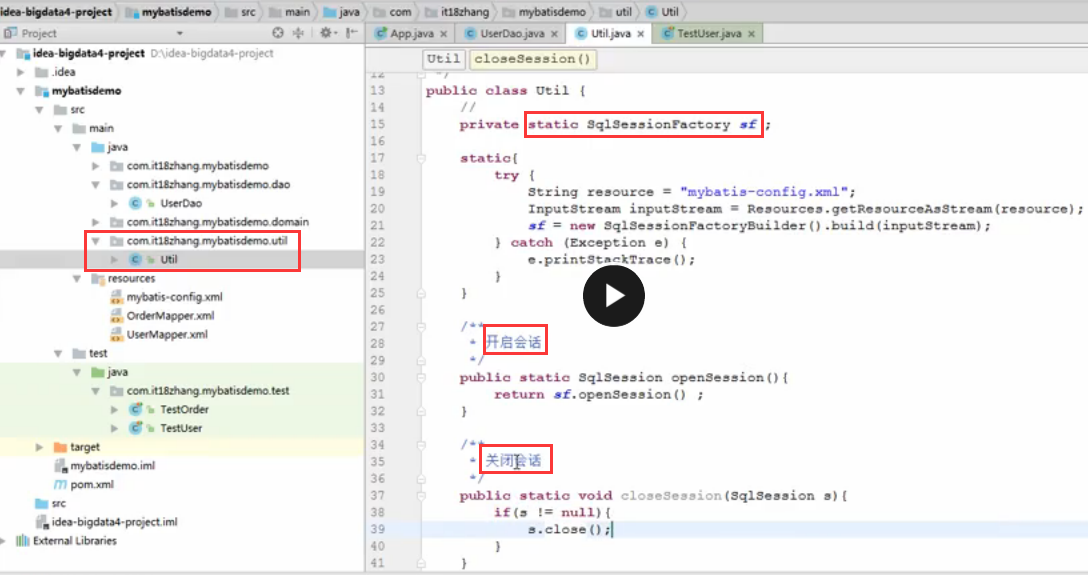 idea-bigdata4-project mybatisdemo src main java com it18zhang mybatisdemo util Util
Project
App.java UserDao.java Util.java TestUser.java
idea-bigdata4-project D:\idea-bigdata4-project
.idea
mybatisdemo
src
main
java
com.it18zhang.mybatisdemo
com.it18zhang.mybatisdemo.dao
UserDao
com.it18zhang.mybatisdemo.domain
com.it18zhang.mybatisdemo.util
Util
resources
mybatis-config.xml
OrderMapper.xml
UserMapper.xml
test
java
com.it18zhang.mybatisdemo.test
TestOrder
TestUser
target
mybatisdemo.iml
pom.xml
src
idea-bigdata4-project.iml
External Libraries
Util closeSession()
12 */
13 public class Util {
14 //
15 private static SqlSessionFactory sf ;
16
17 static{
18 try {
19 String resource = "mybatis-config.xml";
20 InputStream inputStream = Resources.getResourceAsStream(resource);
21 sf = new SqlSessionFactoryBuilder().build(inputStream);
22 } catch (Exception e) {
23 e.printStackTrace();
24 }
25 }
26
27 /**
28 * 开启会话
29 */
30 public static SqlSession openSession(){
31 return sf.openSession() ;
32 }
33
34 /**
35 * 关闭会话
36 */
37 public static void closeSession(SqlSession s){
38 if(s != null){
39 s.close();
40 }
41 }